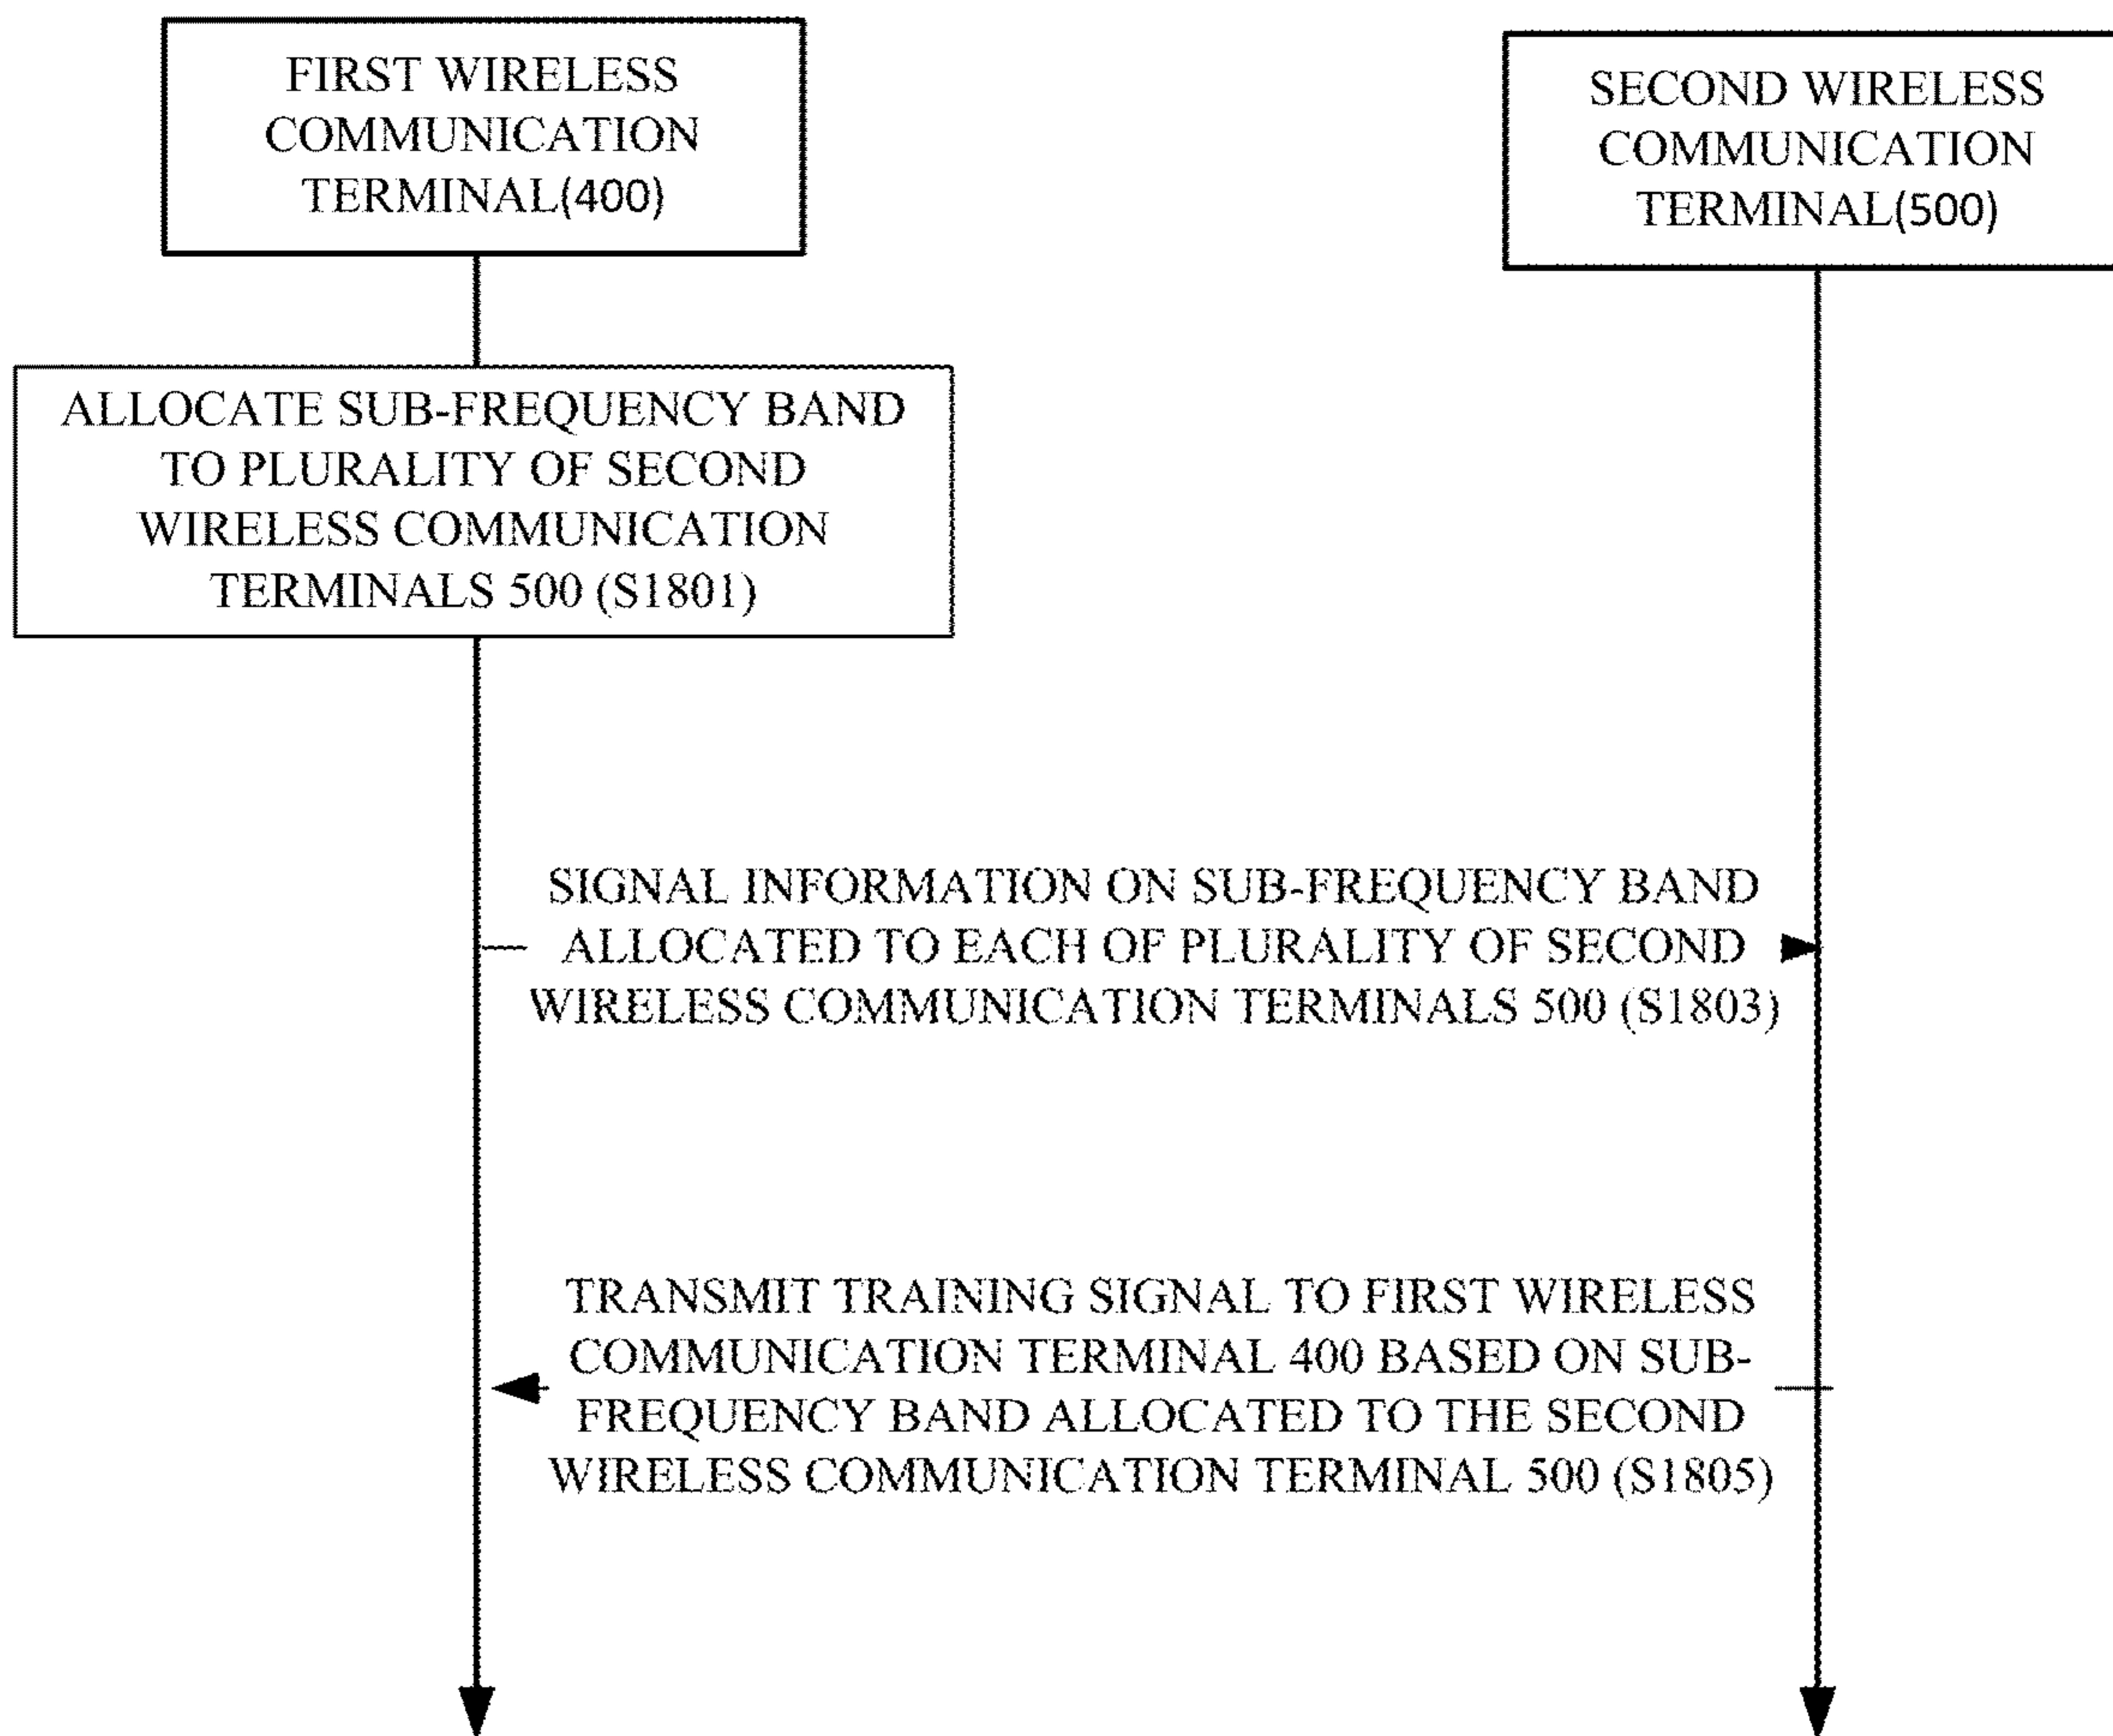 FIRST WIRELESS
COMMUNICATION
TERMINAL(400)
SECOND WIRELESS
COMMUNICATION
TERMINAL(500)
ALLOCATE SUB-FREQUENCY BAND
TO PLURALITY OF SECOND
WIRELESS COMMUNICATION
TERMINALS 500 (S1801)
SIGNAL INFORMATION ON SUB-FREQUENCY BAND
ALLOCATED TO EACH OF PLURALITY OF SECOND
WIRELESS COMMUNICATION TERMINALS 500 (S1803)
TRANSMIT TRAINING SIGNAL TO FIRST WIRELESS
COMMUNICATION TERMINAL 400 BASED ON SUB-
FREQUENCY BAND ALLOCATED TO THE SECOND
WIRELESS COMMUNICATION TERMINAL 500 (S1805)